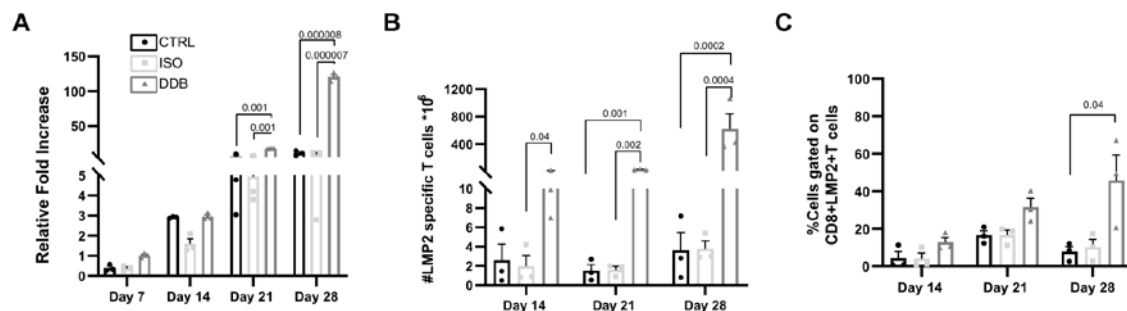 A
Relative Fold Increase
CTRL
ISO
DDB
150
100
50
5
4
3
2
1
0
0.001
0.001
0.000008
0.000007
Day 7
Day 14
Day 21
Day 28
B
#LMP2 specific T cells *10⁶
1200
800
400
10
8
6
4
2
0
0.04
0.001
0.002
0.0002
0.0004
Day 14
Day 21
Day 28
C
%Cells gated on
CD8+LMP2+T cells
100
80
60
40
20
0
0.04
Day 14
Day 21
Day 28